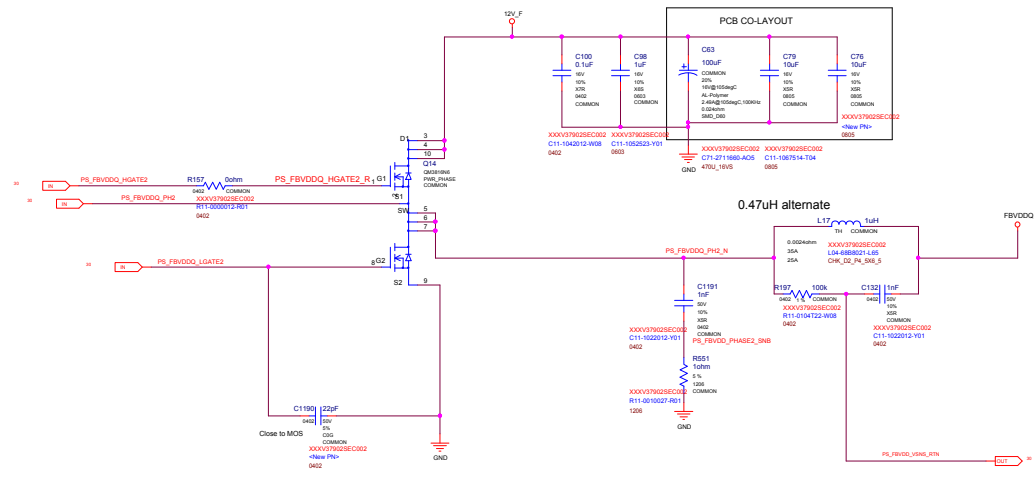 12V_F
PCB CO-LAYOUT
C100
0.1uF
16V
10%
X7R
0402
COMMON
XXXV37902SEC002
C11-1042012-W08
0402
C98
1uF
16V
10%
X6S
0603
COMMON
XXXV37902SEC002
C11-1052523-Y01
0603
C63
100uF
COMMON
20%
16V@105degC
AL-Polymer
2.49A@105degC,100KHz
0.024ohm
SMD_D60
XXXV37902SEC002
C71-2711660-AO5
470U_16VS
C79
10uF
16V
10%
X5R
0805
COMMON
XXXV37902SEC002
C11-1067514-T04
0805
C76
10uF
16V
10%
X5R
0805
COMMON
XXXV37902SEC002
<New PN>
0805
GND
D1
3
4
10
Q14
QM3816N6
PWR_PHASE
COMMON
IN
PS_FBVDDQ_HGATE2
R157
0ohm
0402
COMMON
XXXV37902SEC002
R11-0000012-R01
0402
PS_FBVDDQ_HGATE2_R
1
G1
S1
IN
PS_FBVDDQ_PH2
SW
5
6
7
IN
PS_FBVDDQ_LGATE2
8
G2
S2
9
C1190
22pF
0402
50V
5%
C0G
COMMON
XXXV37902SEC002
<New PN>
0402
Close to MOS
GND
PS_FBVDDQ_PH2_N
C1191
1nF
50V
10%
X5R
0402
COMMON
XXXV37902SEC002
C11-1022012-Y01
0402
PS_FBVDD_PHASE2_SNB
R551
1ohm
5 %
1206
COMMON
XXXV37902SEC002
R11-0010027-R01
1206
GND
0.47uH alternate
L17
1uH
TH
COMMON
0.0024ohm
35A
25A
XXXV37902SEC002
L04-68B8021-L65
CHK_D2_P4_5X6_5
FBVDDQ
R197
100k
0402
1 %
COMMON
XXXV37902SEC002
R11-0104T22-W08
0402
C132
1nF
0402
50V
10%
X5R
COMMON
XXXV37902SEC002
C11-1022012-Y01
0402
PS_FBVDD_VSNS_RTN
OUT